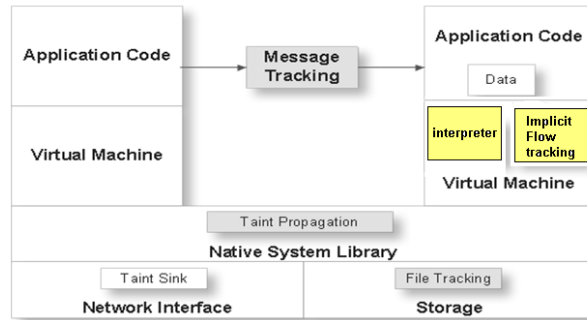 Application Code
Message
Tracking
Application Code
Data
Virtual Machine
interpreter
Implicit
Flow
tracking
Virtual Machine
Taint Propagation
Native System Library
Taint Sink
File Tracking
Network Interface
Storage